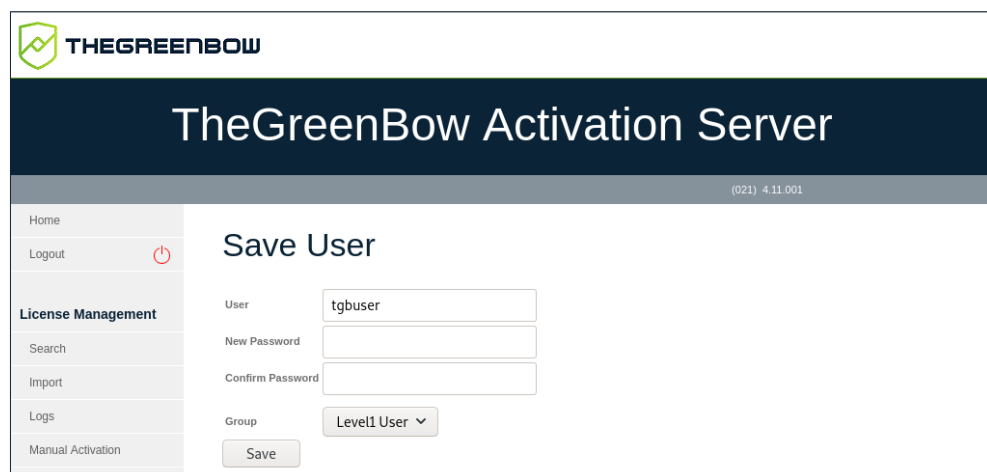 THEGREENBOW
TheGreenBow Activation Server
(021) 4.11.001
Home
Logout
License Management
Search
Import
Logs
Manual Activation
Save User
User tgbuser
New Password
Confirm Password
Group Level1 User
Save